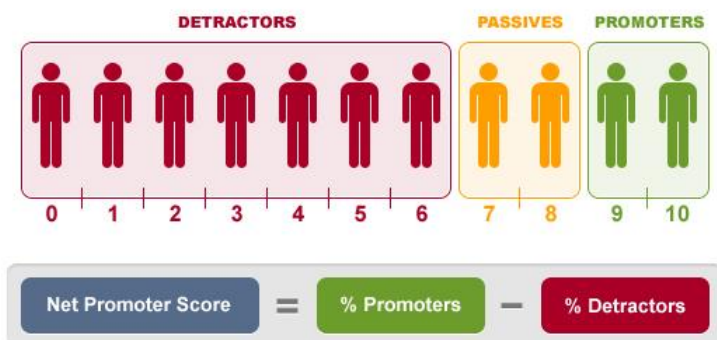 DETRACTORS PASSIVES PROMOTERS
0 1 2 3 4 5 6 7 8 9 10
Net Promoter Score = % Promoters − % Detractors